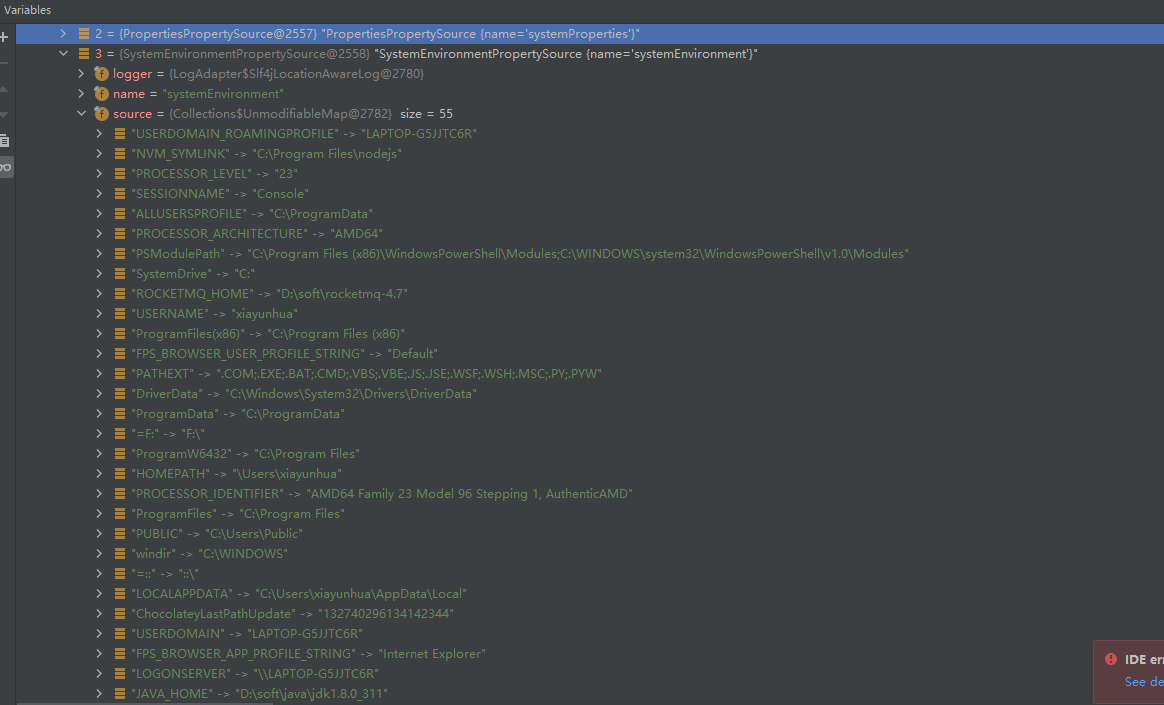 Variables
2 = {PropertiesPropertySource@2557} "PropertiesPropertySource {name='systemProperties'}"
3 = {SystemEnvironmentPropertySource@2558} "SystemEnvironmentPropertySource {name='systemEnvironment'}"
logger = {LogAdapter$Slf4jLocationAwareLog@2780}
name = "systemEnvironment"
source = {Collections$UnmodifiableMap@2782} size = 55
"USERDOMAIN_ROAMINGPROFILE" -> "LAPTOP-G5JJTC6R"
"NVM_SYMLINK" -> "C:\Program Files\nodejs"
"PROCESSOR_LEVEL" -> "23"
"SESSIONNAME" -> "Console"
"ALLUSERSPROFILE" -> "C:\ProgramData"
"PROCESSOR_ARCHITECTURE" -> "AMD64"
"PSModulePath" -> "C:\Program Files (x86)\WindowsPowerShell\Modules;C:\WINDOWS\system32\WindowsPowerShell\v1.0\Modules"
"SystemDrive" -> "C:"
"ROCKETMQ_HOME" -> "D:\soft\rocketmq-4.7"
"USERNAME" -> "xiayunhua"
"ProgramFiles(x86)" -> "C:\Program Files (x86)"
"FPS_BROWSER_USER_PROFILE_STRING" -> "Default"
"PATHEXT" -> ".COM;.EXE;.BAT;.CMD;.VBS;.VBE;.JS;.JSE;.WSF;.WSH;.MSC;.PY;.PYW"
"DriverData" -> "C:\Windows\System32\Drivers\DriverData"
"ProgramData" -> "C:\ProgramData"
"=F:" -> "F:\"
"ProgramW6432" -> "C:\Program Files"
"HOMEPATH" -> "\Users\xiayunhua"
"PROCESSOR_IDENTIFIER" -> "AMD64 Family 23 Model 96 Stepping 1, AuthenticAMD"
"ProgramFiles" -> "C:\Program Files"
"PUBLIC" -> "C:\Users\Public"
"windir" -> "C:\WINDOWS"
"=::" -> "::\"
"LOCALAPPDATA" -> "C:\Users\xiayunhua\AppData\Local"
"ChocolateyLastPathUpdate" -> "132740296134142344"
"USERDOMAIN" -> "LAPTOP-G5JJTC6R"
"FPS_BROWSER_APP_PROFILE_STRING" -> "Internet Explorer"
"LOGONSERVER" -> "\\LAPTOP-G5JJTC6R"
"JAVA_HOME" -> "D:\soft\java\jdk1.8.0_311"
IDE err
See de